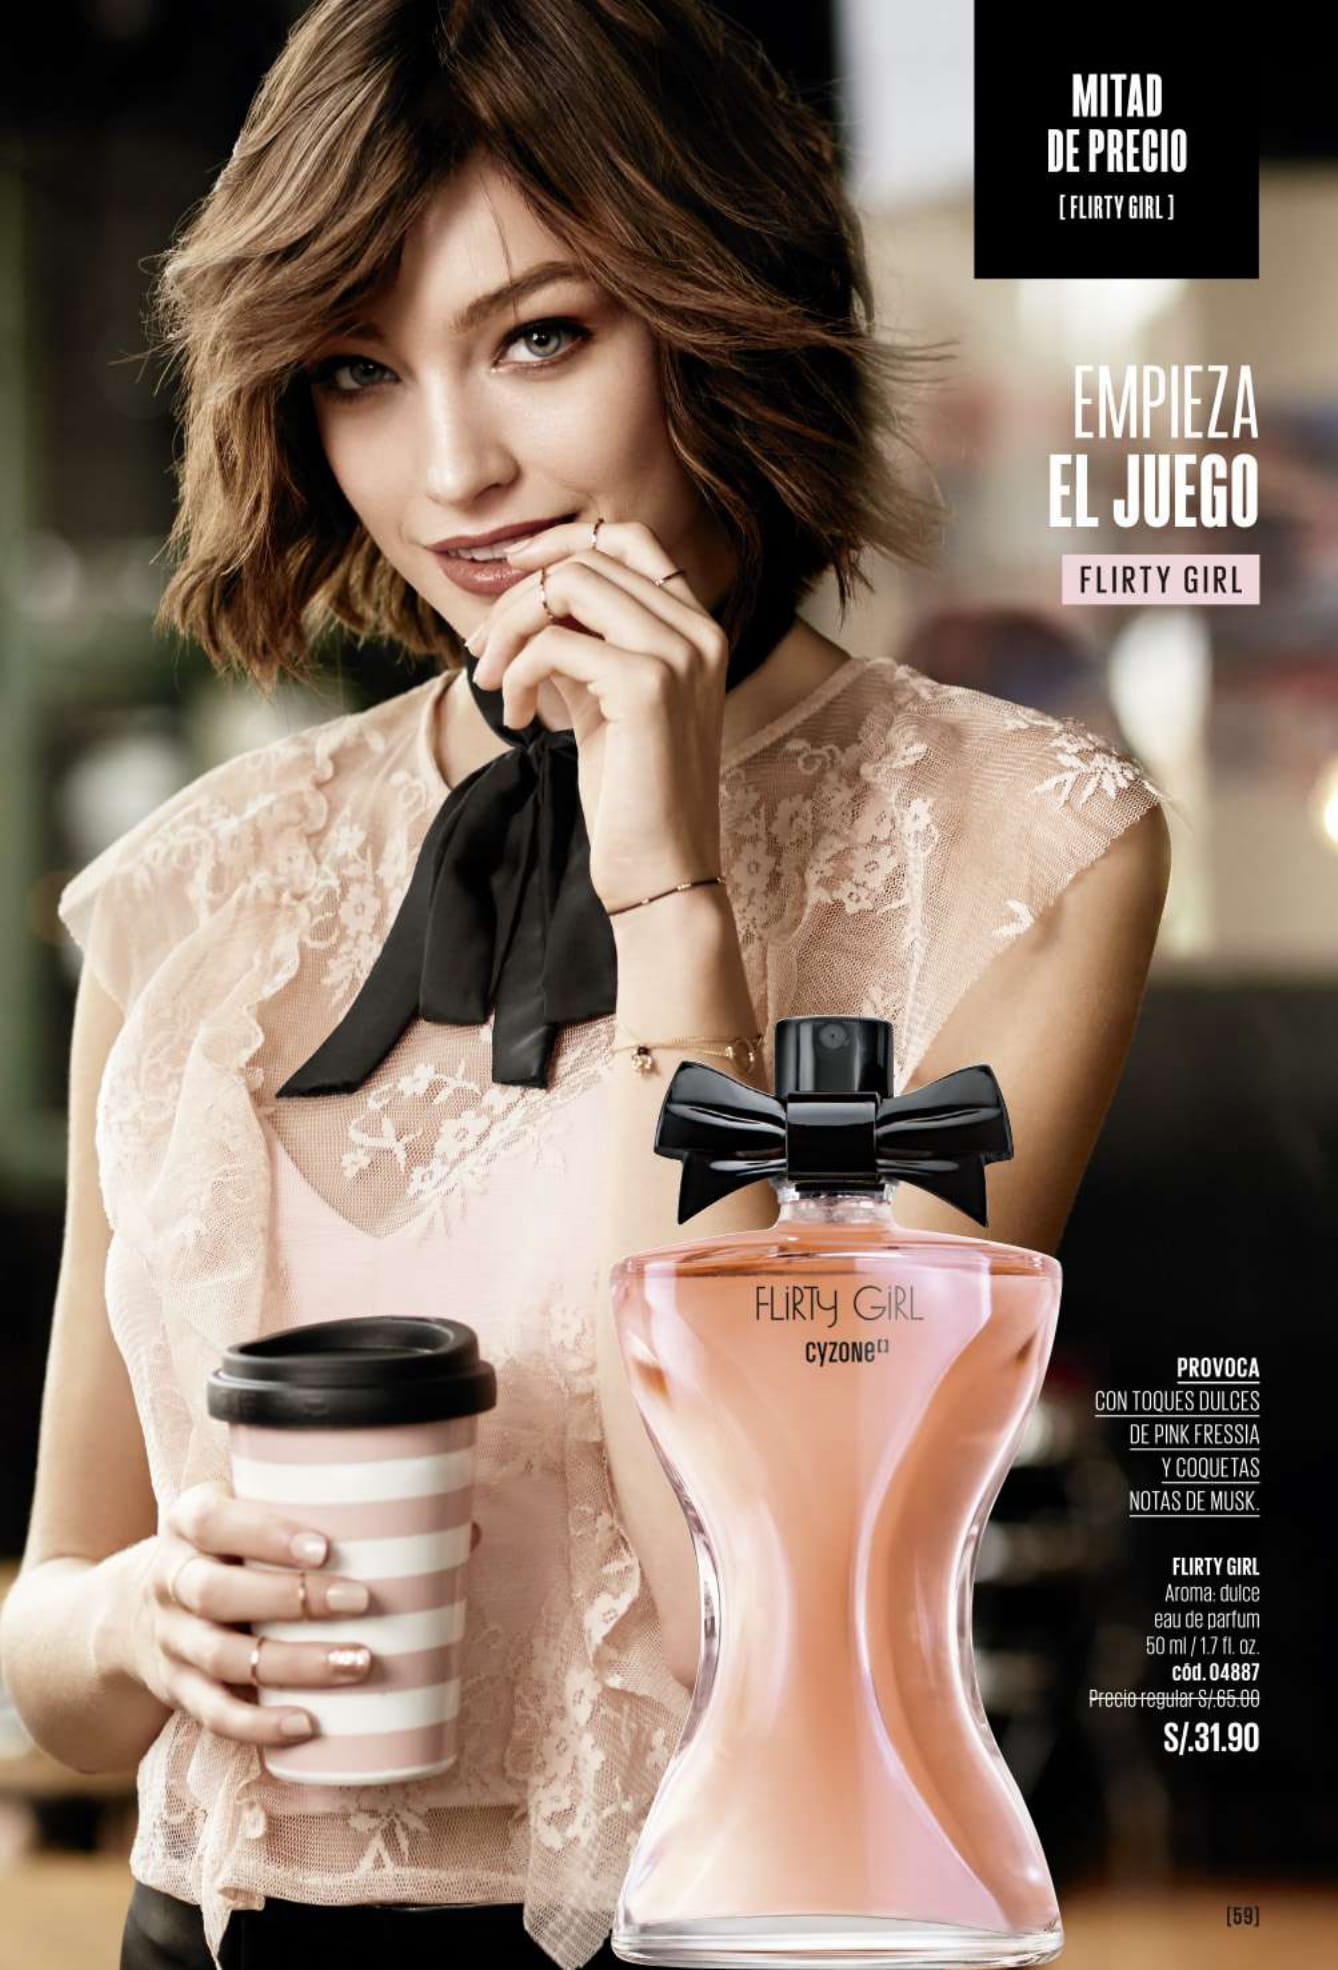 MITAD
DE PRECIO
[ FLIRTY GIRL ]
EMPIEZA
EL JUEGO
FLIRTY GIRL
FLiRTy GiRL
cyzone[]
PROVOCA
CON TOQUES DULCES
DE PINK FRESSIA
Y COQUETAS
NOTAS DE MUSK.
FLIRTY GIRL
Aroma: dulce
eau de parfum
50 ml / 1.7 fl. oz.
cód. 04887
Precio regular S/.65.00
S/.31.90
[59]